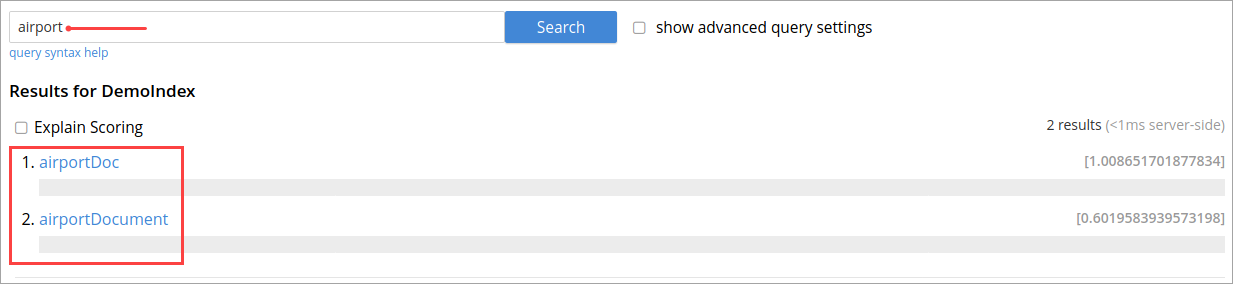 airport Search show advanced query settings
query syntax help
Results for DemoIndex
Explain Scoring 2 results (<1ms server-side)
1. airportDoc [1.008651701877834]
2. airportDocument [0.6019583939573198]